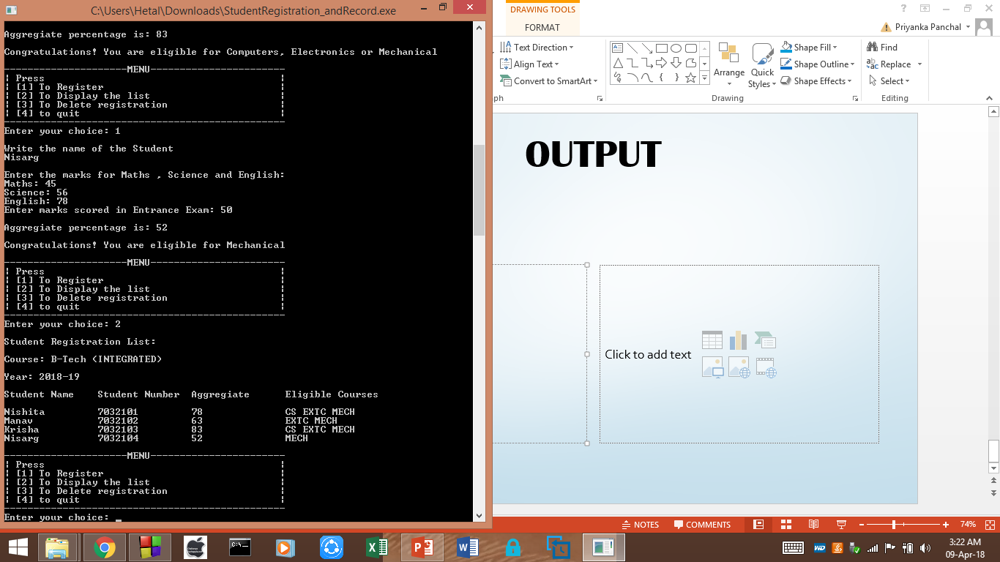 C:\Users\Hetal\Downloads\StudentRegistration_andRecord.exe
Aggregiate percentage is: 83
Congratulations! You are eligible for Computers, Electronics or Mechanical
MENU
Press
[1] To Register
[2] To Display the list
[3] To Delete registration
[4] to quit
Enter your choice: 1
Write the name of the Student
Nisarg
Enter the marks for Maths , Science and English:
Maths: 45
Science: 56
English: 78
Enter marks scored in Entrance Exam: 50
Aggregiate percentage is: 52
Congratulations! You are eligible for Mechanical
MENU
Press
[1] To Register
[2] To Display the list
[3] To Delete registration
[4] to quit
Enter your choice: 2
Student Registration List:
Course: B-Tech (INTEGRATED)
Year: 2018-19
Student Name Student Number Aggregiate Eligible Courses
Nishita 7032101 78 CS EXTC MECH
Manav 7032102 63 EXTC MECH
Krisha 7032103 83 CS EXTC MECH
Nisarg 7032104 52 MECH
MENU
Press
[1] To Register
[2] To Display the list
[3] To Delete registration
[4] to quit
Enter your choice: _
DRAWING TOOLS
FORMAT
Priyanka Panchal
Text Direction
Align Text
Convert to SmartArt
ph
Arrange
Quick Styles
Shape Fill
Shape Outline
Shape Effects
Drawing
Find
Replace
Select
Editing
OUTPUT
Click to add text
NOTES
COMMENTS
74%
3:22 AM
09-Apr-18